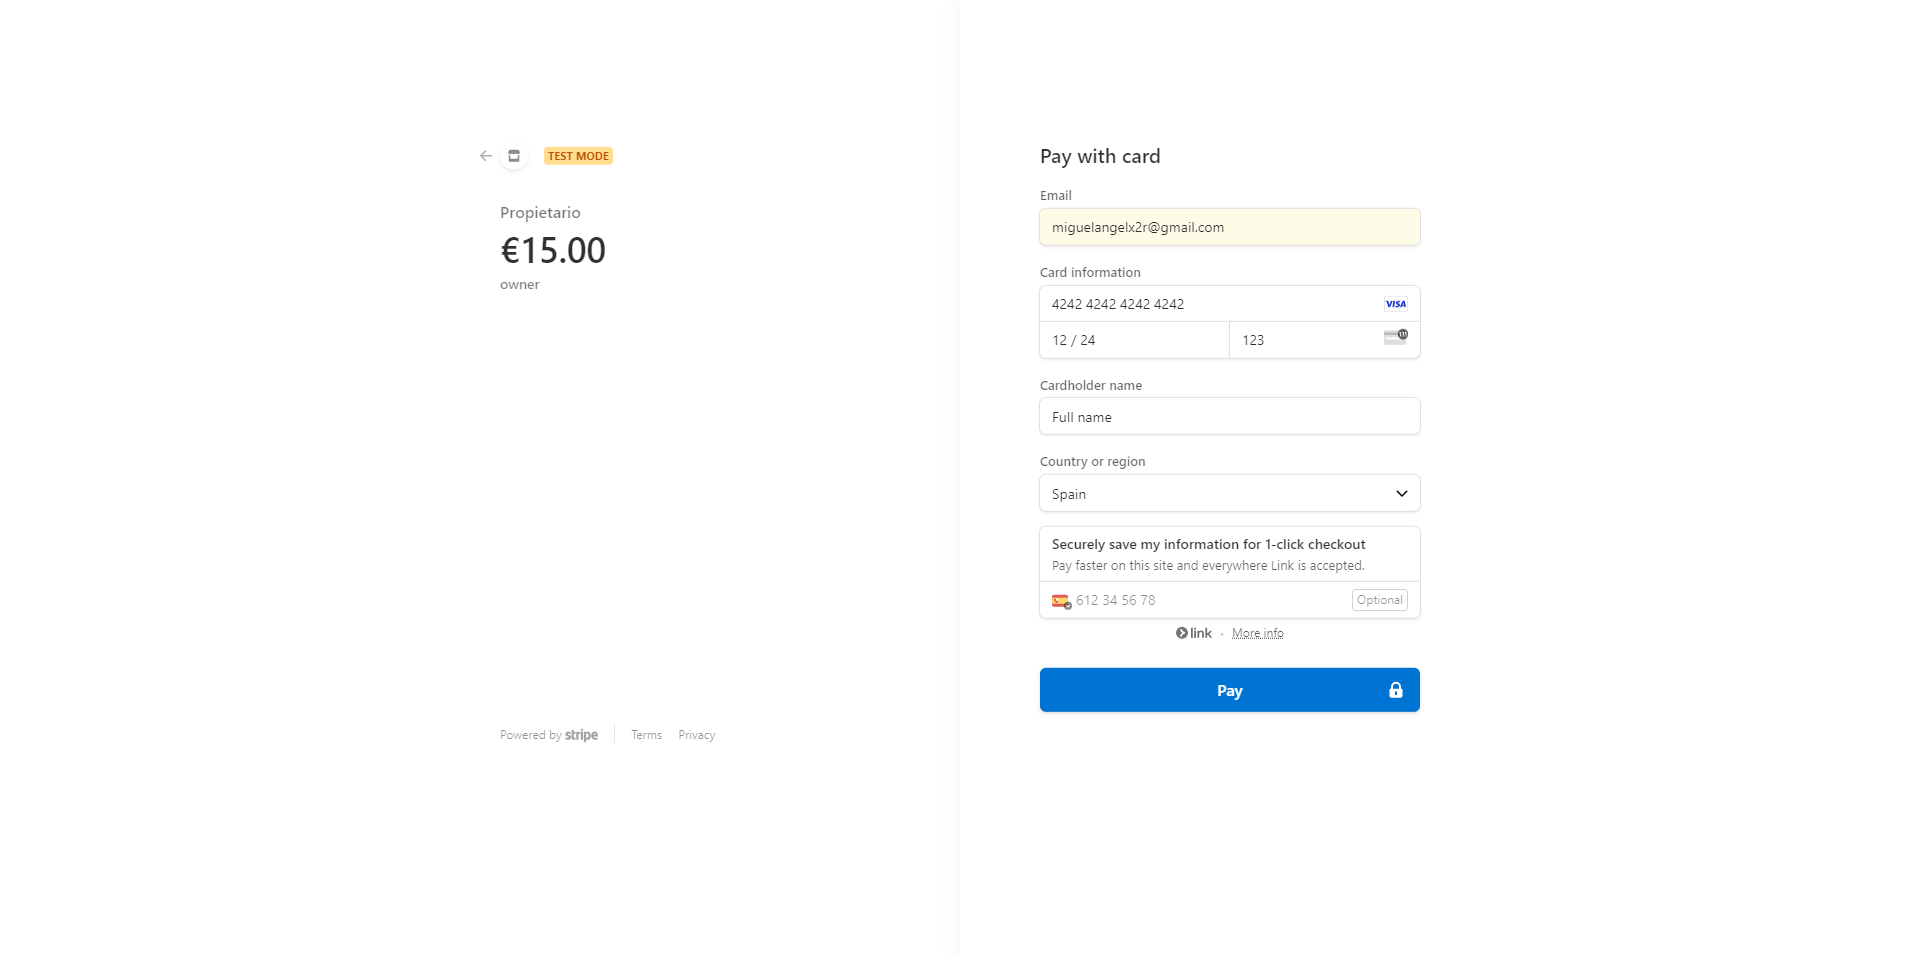 TEST MODE
Propietario
€15.00
owner
Powered by stripe
Terms
Privacy
Pay with card
Email
miguelangelx2r@gmail.com
Card information
4242 4242 4242 4242
VISA
12 / 24
123
Cardholder name
Full name
Country or region
Spain
Securely save my information for 1-click checkout
Pay faster on this site and everywhere Link is accepted.
612 34 56 78
Optional
link · More info
Pay